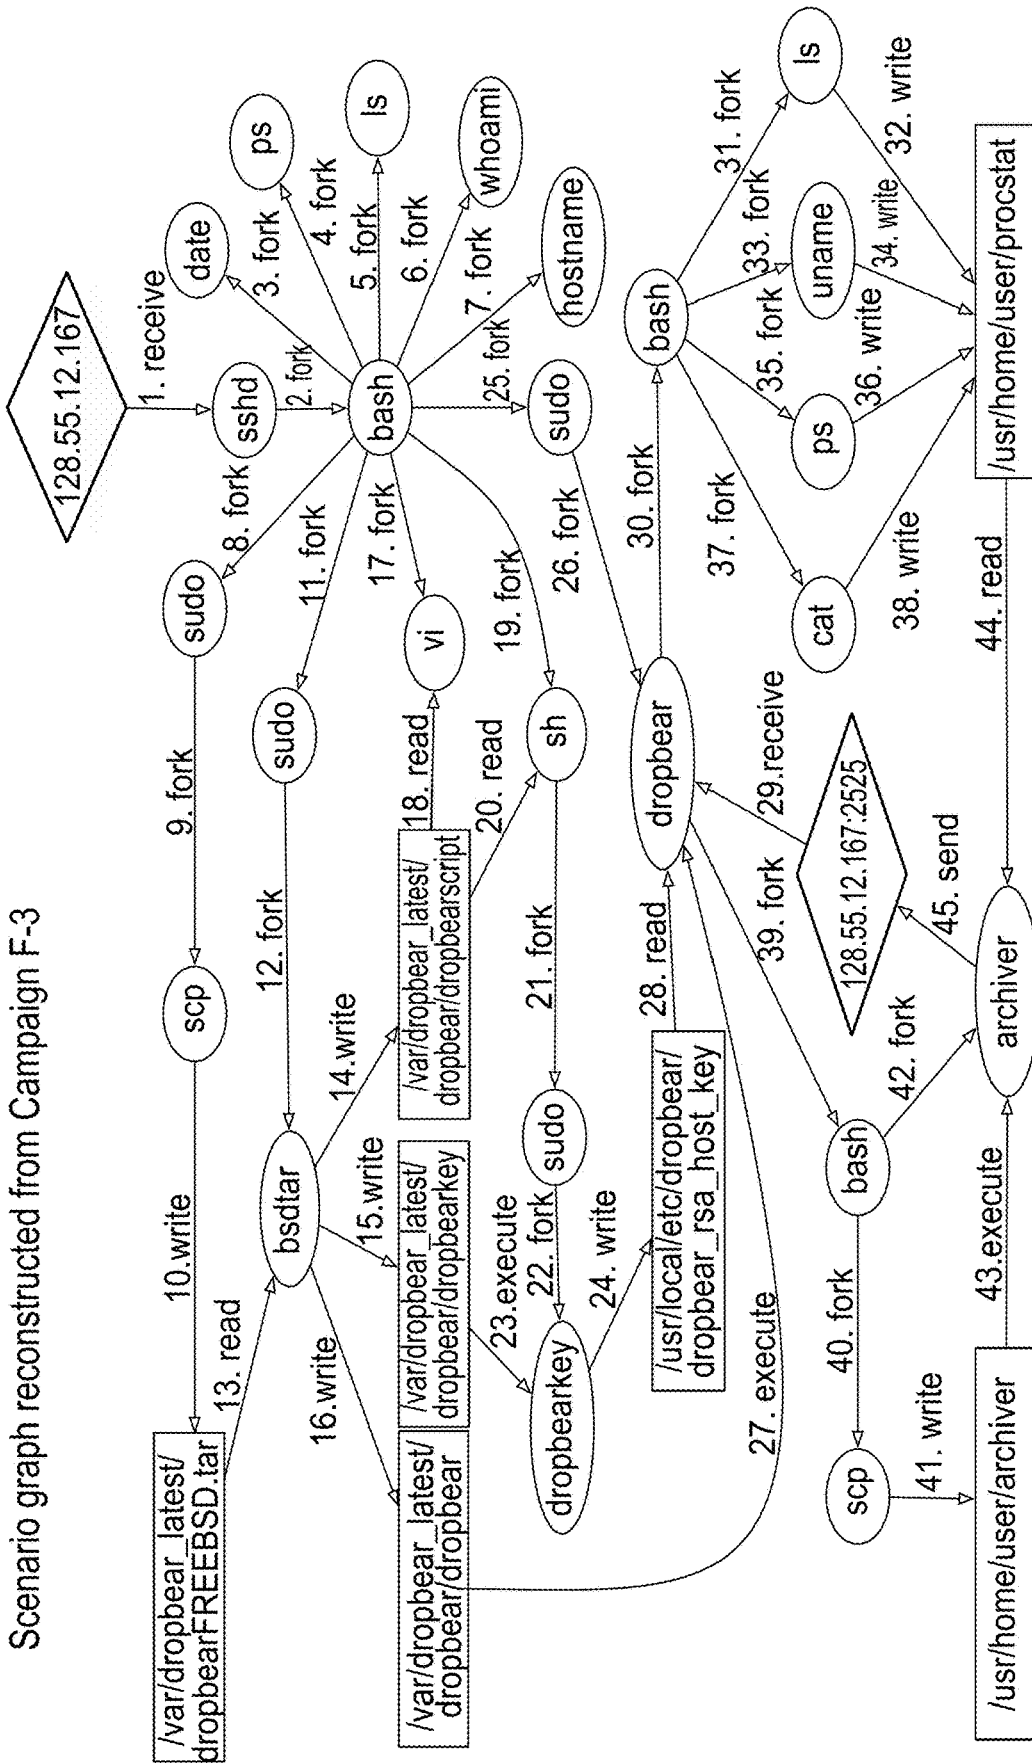 Scenario graph reconstructed from Campaign F-3
128.55.12.167
1. receive
/var/dropbear_latest/
dropbearFREEBSD.tar
10.write
scp
9. fork
sudo
8. fork
sshd
2. fork
date
3. fork
ps
4. fork
13. read
bsdtar
12. fork
sudo
11. fork
bash
5. fork
ls
6. fork
whoami
7. fork
hostname
16.write
15.write
14.write
17. fork
vi
18. read
/var/dropbear_latest/
dropbear/dropbear
/var/dropbear_latest/
dropbear/dropbearkey
/var/dropbear_latest/
dropbear/dropbearscript
20. read
19. fork
25. fork
23.execute
dropbearkey
22. fork
sudo
21. fork
sh
sudo
24. write
26. fork
/usr/local/etc/dropbear/
dropbear_rsa_host_key
28. read
dropbear
30. fork
bash
27. execute
39. fork
29.receive
37. fork
35. fork
33. fork
31. fork
scp
40. fork
bash
128.55.12.167:2525
cat
ps
uname
ls
41. write
42. fork
45. send
38. write
36. write
34. write
32. write
/usr/home/user/archiver
43.execute
archiver
44. read
/usr/home/user/procstat